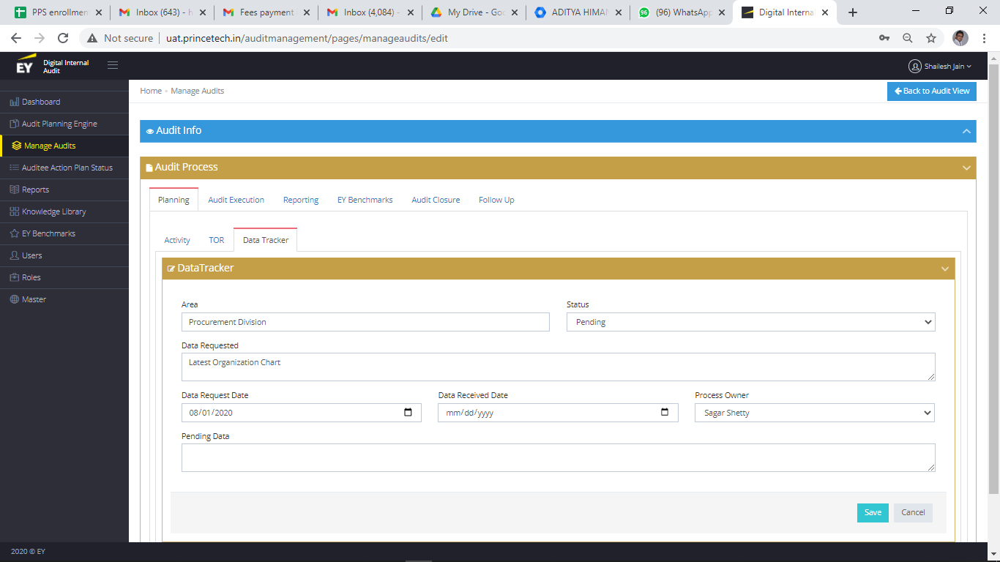 PPS enrollmen
Inbox (643) - h
Fees payment
Inbox (4,084) -
My Drive - Goo
ADITYA HIMAN
(96) WhatsApp
Digital Interna
Not secure
uat.princetech.in/auditmanagement/pages/manageaudits/edit
EY
Digital Internal
Audit
Shailesh Jain
Home • Manage Audits
Back to Audit View
Dashboard
Audit Planning Engine
Manage Audits
Auditee Action Plan Status
Reports
Knowledge Library
EY Benchmarks
Users
Roles
Master
Audit Info
Audit Process
Planning
Audit Execution
Reporting
EY Benchmarks
Audit Closure
Follow Up
Activity
TOR
Data Tracker
DataTracker
Area
Status
Procurement Division
Pending
Data Requested
Latest Organization Chart
Data Request Date
Data Received Date
Process Owner
08/01/2020
mm/dd/yyyy
Sagar Shetty
Pending Data
Save
Cancel
2020 © EY